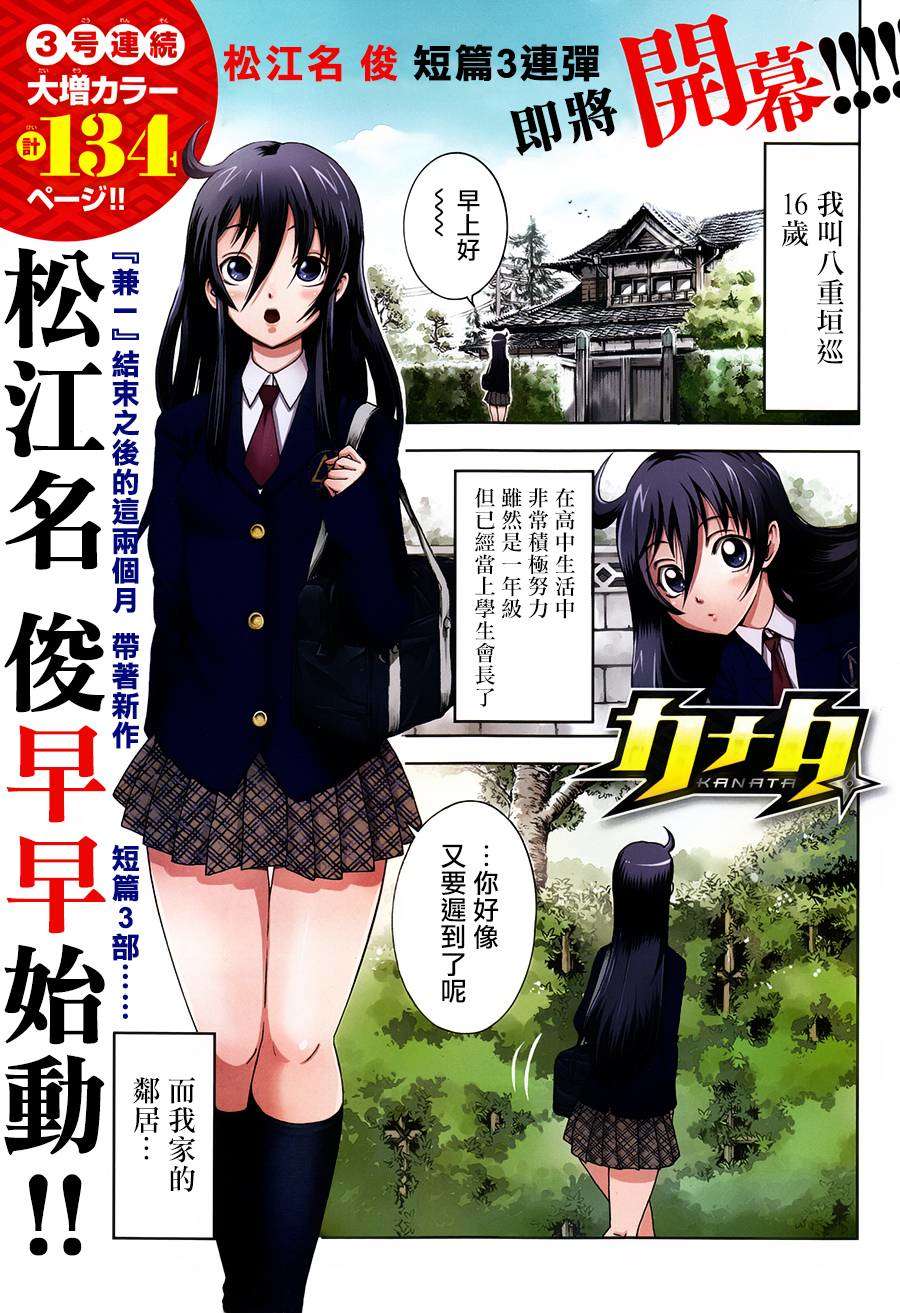 3号連続
大増カラー
計134
ページ!!
松江名 俊 短篇3連彈
即將開幕!!!!
松江名 俊早早始動!!
『兼一』結束之後的這兩個月 帶著新作 短篇3部……
我叫八重垣巡
16歲
早上好
在高中生活中
非常積極努力
雖然是一年級
但已經當上學生會長了
カナタ
KANATA
…你好像
又要遲到了呢
而我家的
鄰居…